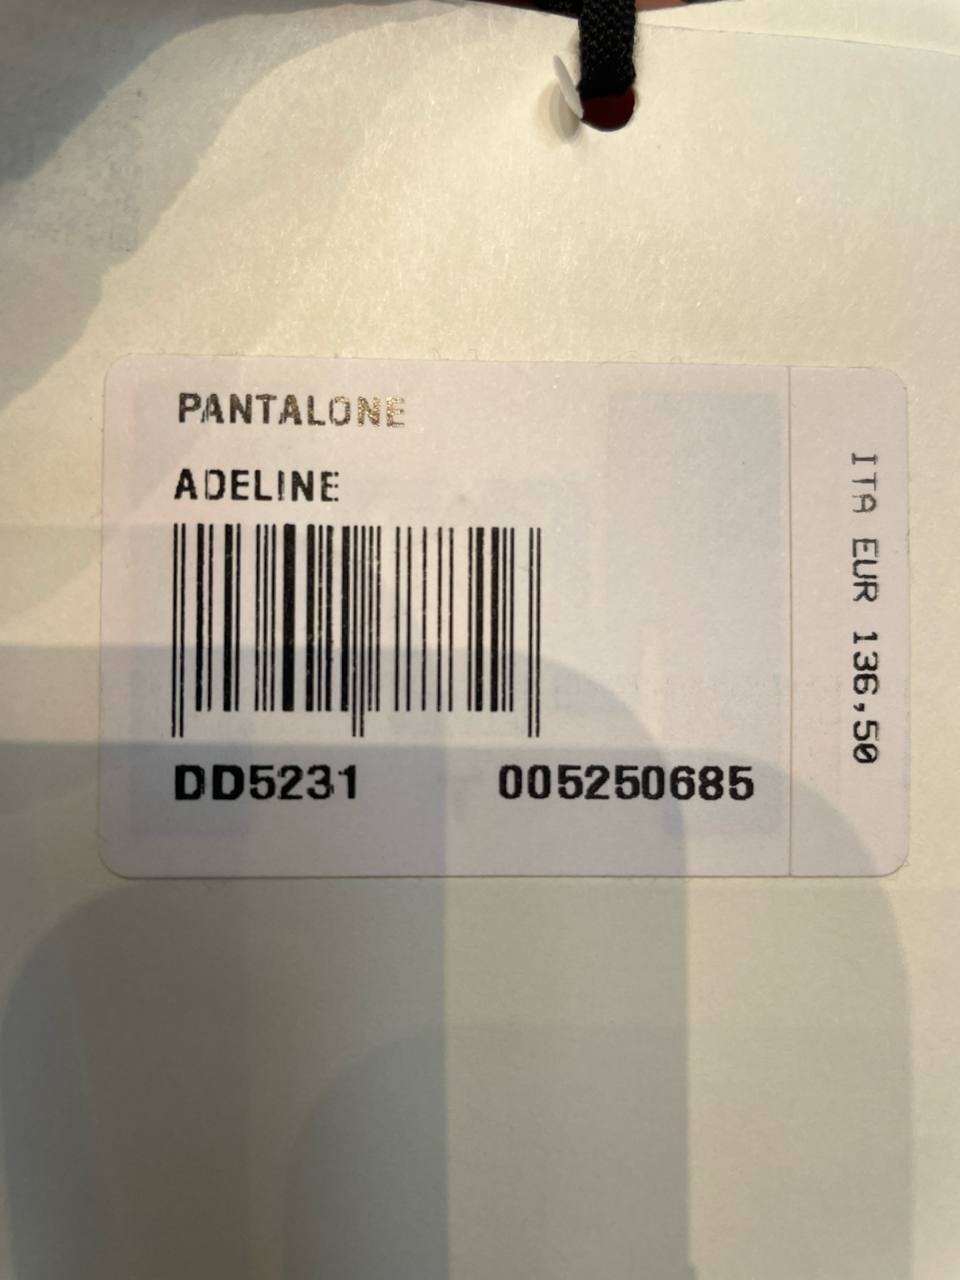 PANTALONE
ADELINE
DD5231 005250685
ITA EUR 136,50